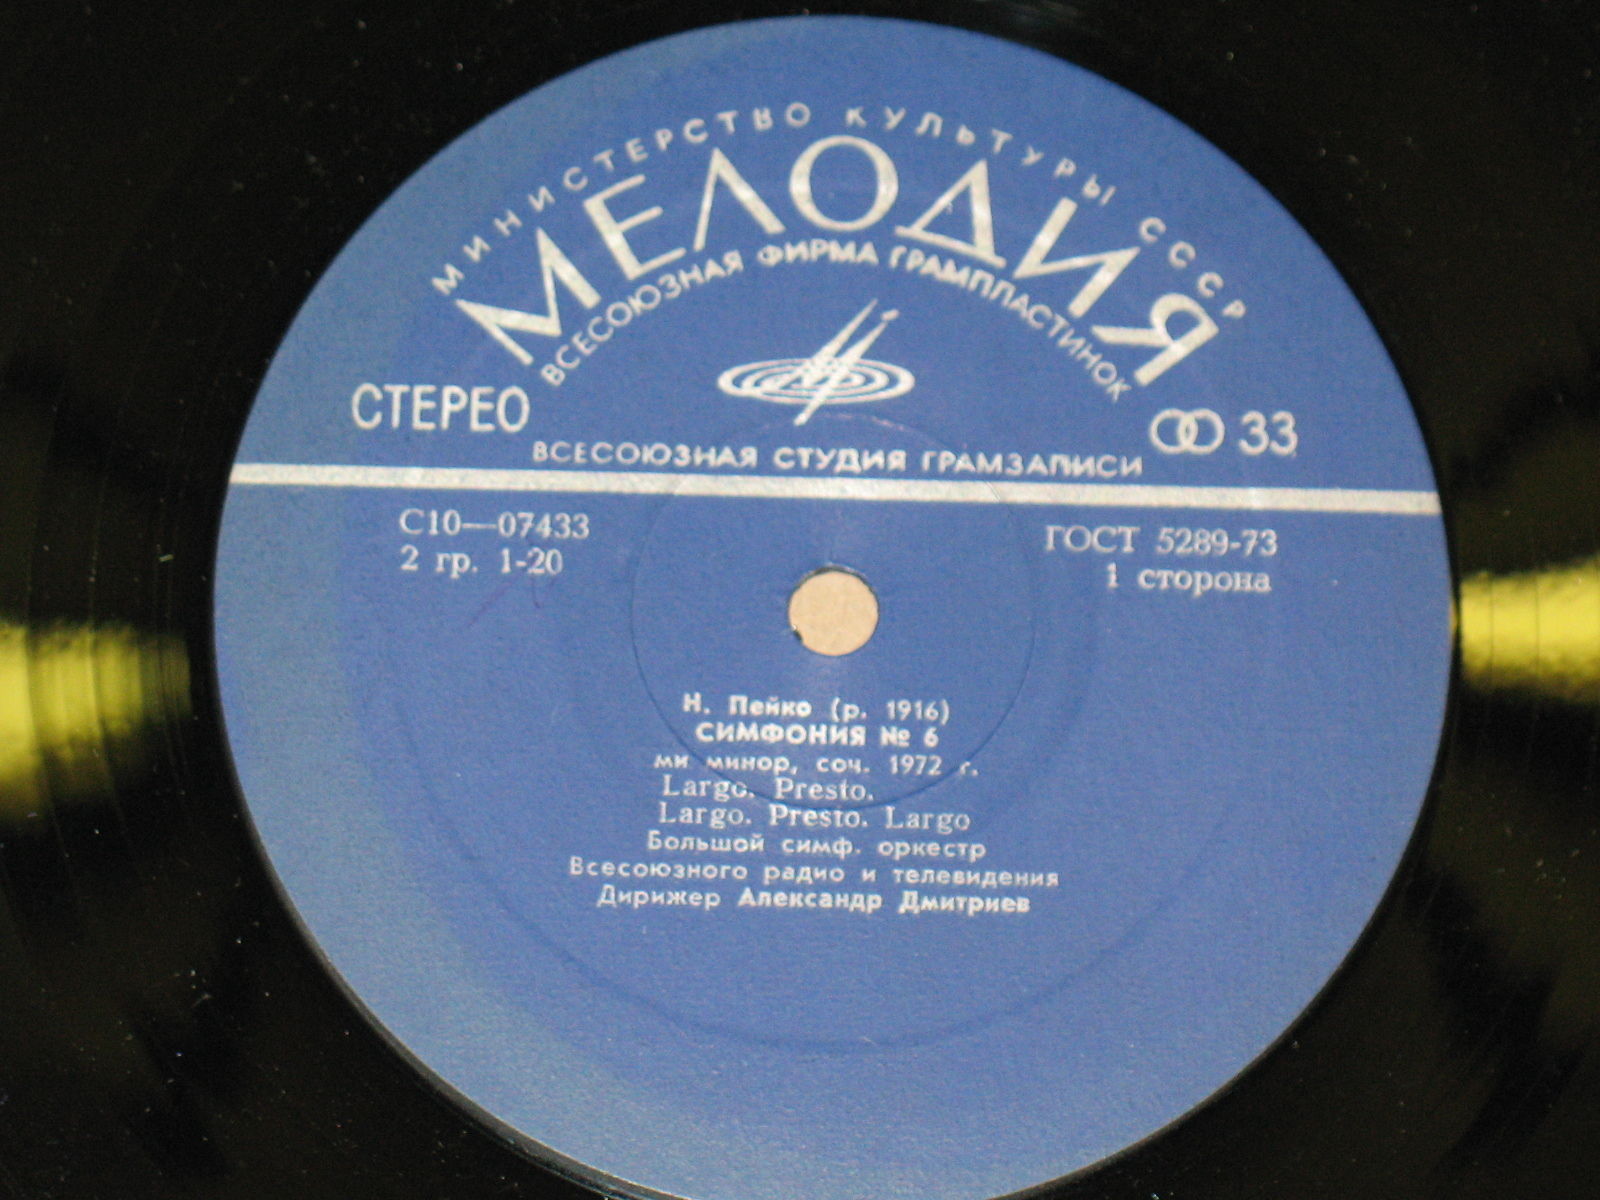 МИНИСТЕРСТВО КУЛЬТУРЫ СССР
МЕЛОДИЯ
ВСЕСОЮЗНАЯ ФИРМА ГРАМПЛАСТИНОК
СТЕРЕО
33
ВСЕСОЮЗНАЯ СТУДИЯ ГРАМЗАПИСИ
С10—07433
ГОСТ 5289-73
2 гр. 1-20
1 сторона
Н. Пейко (р. 1916)
СИМФОНИЯ № 6
ми минор, соч. 1972 г.
Largo. Presto.
Largo. Presto. Largo
Большой симф. оркестр
Всесоюзного радио и телевидения
Дирижер Александр Дмитриев